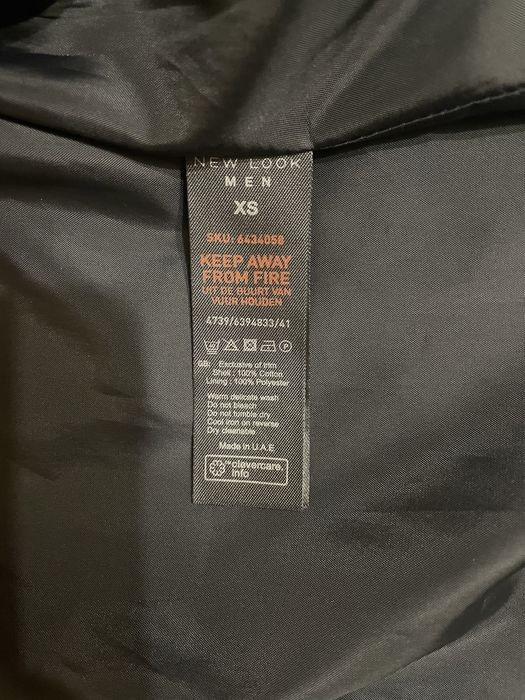 NEW LOOK
MEN
XS
SKU: 6434058
KEEP AWAY
FROM FIRE
UIT DE BUURT VAN
VUUR HOUDEN
4739/6394833/41
GB: Exclusive of trim
Shell : 100% Cotton
Lining : 100% Polyester
Warm delicate wash
Do not bleach
Do not tumble dry
Cool iron on reverse
Dry cleanable
Made in U.A.E
clevercare.
info